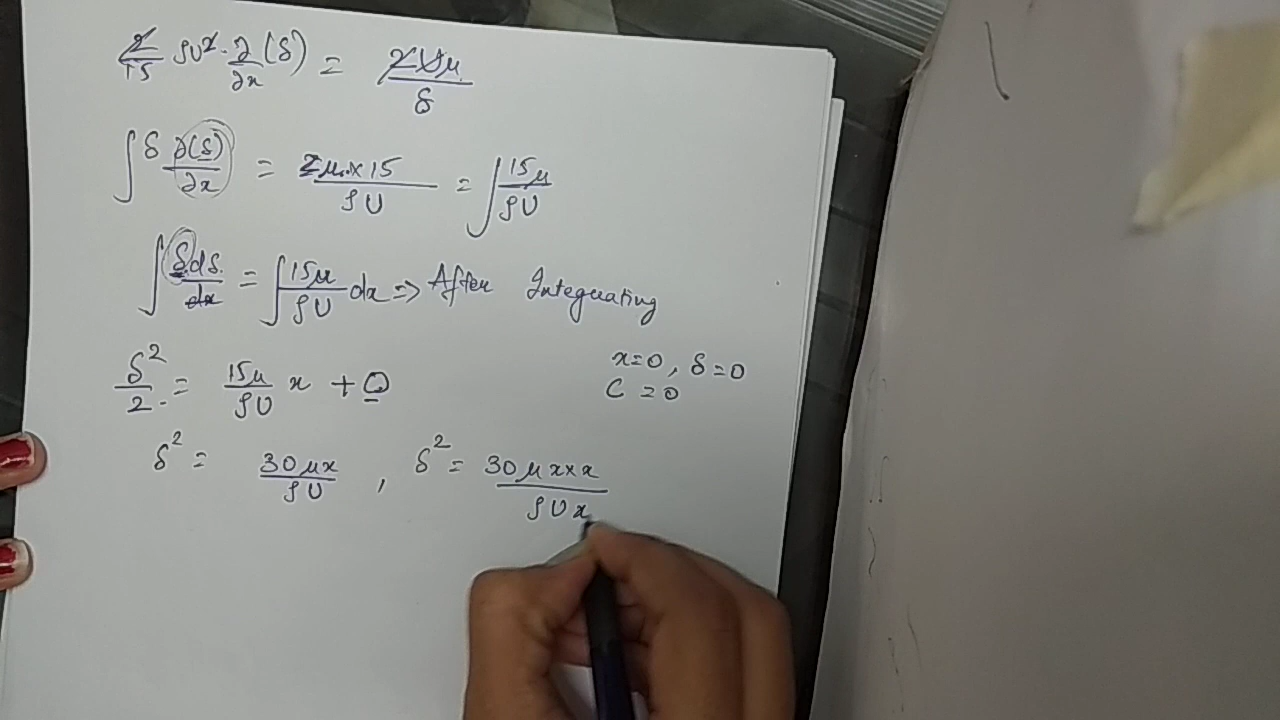 2/15 ρU². ∂/∂x (δ) = 2Uμ/δ
∫ δ ∂(δ)/∂x = 2μ.x 15/ρU = ∫ 15μ/ρU
∫ δdδ/dx = ∫ 15μ/ρU dx => After Integrating
δ²/2 = 15μ/ρU x + 0
x=0, δ=0
C = 0
δ² = 30μx/ρU , δ² = 30μx×x/ρUx